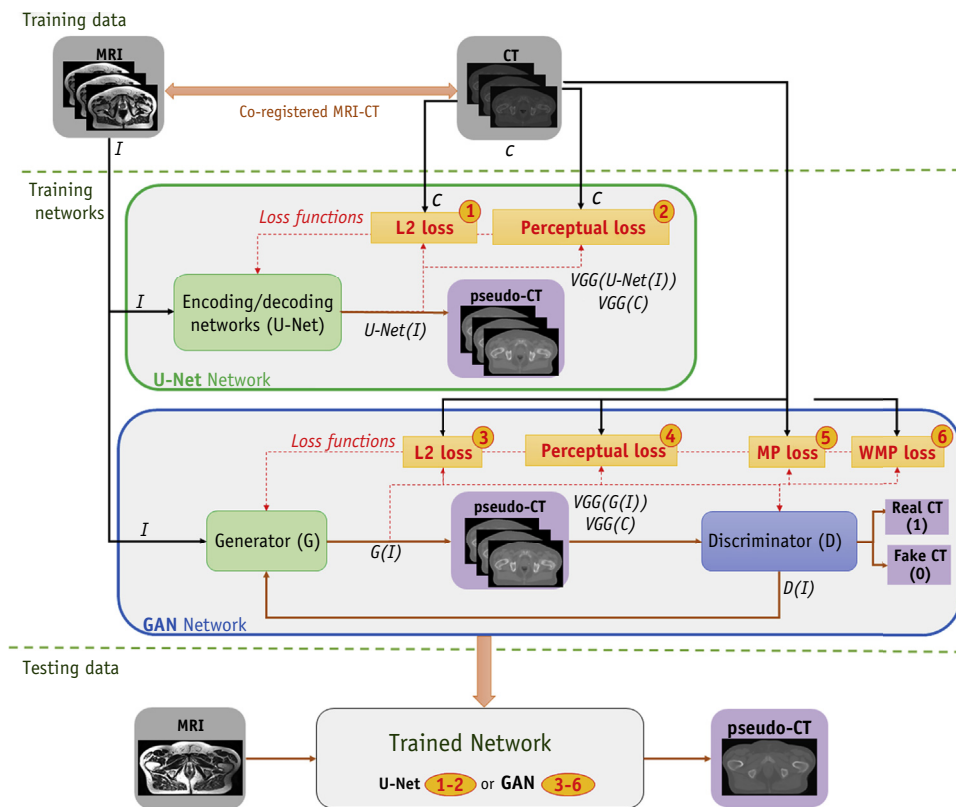 Training data
MRI
CT
Co-registered MRI-CT
I
C
Training
networks
C
C
Loss functions
L2 loss
1
Perceptual loss
2
VGG(U-Net(I))
VGG(C)
I
Encoding/decoding
networks (U-Net)
U-Net(I)
pseudo-CT
U-Net Network
Loss functions
L2 loss
3
Perceptual loss
4
MP loss
5
WMP loss
6
pseudo-CT
VGG(G(I))
VGG(C)
I
Generator (G)
G(I)
Discriminator (D)
Real CT
(1)
Fake CT
(0)
D(I)
GAN Network
Testing data
MRI
Trained Network
U-Net 1-2 or GAN 3-6
pseudo-CT